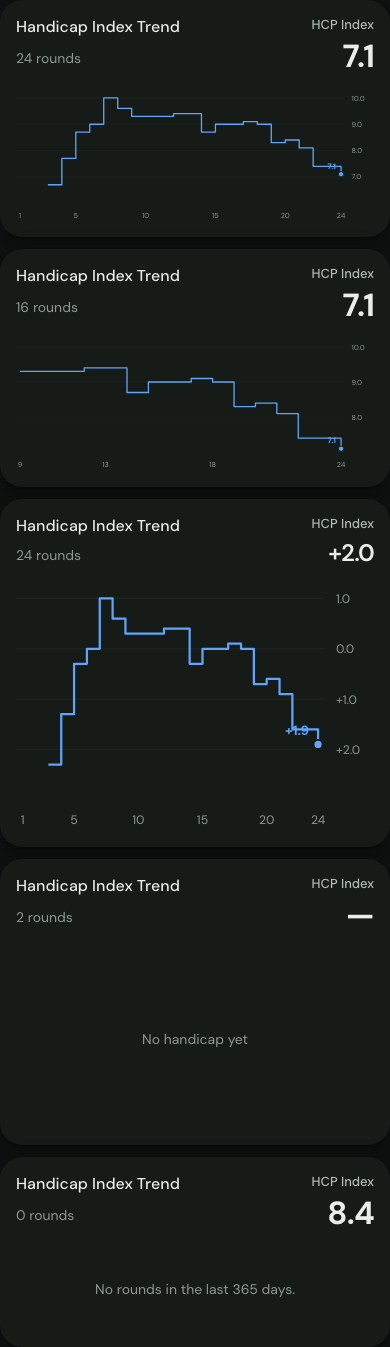 Handicap Index Trend
HCP Index
24 rounds
7.1
10.0
9.0
8.0
7.1
7.0
1 5 10 15 20 24
Handicap Index Trend
HCP Index
16 rounds
7.1
10.0
9.0
8.0
7.1
9 13 18 24
Handicap Index Trend
HCP Index
24 rounds
+2.0
1.0
0.0
+1.0
+1.9
+2.0
1 5 10 15 20 24
Handicap Index Trend
HCP Index
2 rounds
—
No handicap yet
Handicap Index Trend
HCP Index
0 rounds
8.4
No rounds in the last 365 days.